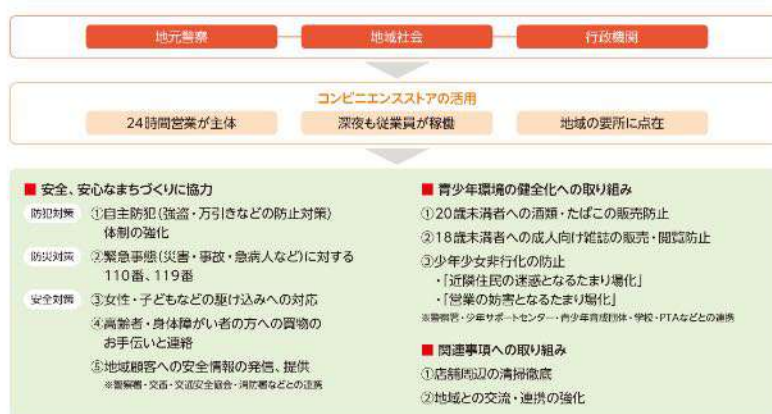 地元警察
地域社会
行政機関
コンビニエンスストアの活用
24時間営業が主体
深夜も従業員が稼働
地域の要所に点在
■ 安全、安心なまちづくりに協力
防犯対策 ①自主防犯(強盗・万引きなどの防止対策)
体制の強化
防災対策 ②緊急事態(災害・事故・急病人など)に対する
110番、119番
安全対策 ③女性・子どもなどの駆け込みへの対応
④高齢者・身体障がい者の方への買物の
お手伝いと連絡
⑤地域顧客への安全情報の発信、提供
※警察署・交番・交通安全協会・消防署などとの連携
■ 青少年環境の健全化への取り組み
①20歳未満者への酒類・たばこの販売防止
②18歳未満者への成人向け雑誌の販売・閲覧防止
③少年少女非行化の防止
・「近隣住民の迷惑となるたまり場化」
・「営業の妨害となるたまり場化」
※警察署・少年サポートセンター・青少年育成団体・学校・PTAなどとの連携
■ 関連事項への取り組み
①店舗周辺の清掃徹底
②地域との交流・連携の強化